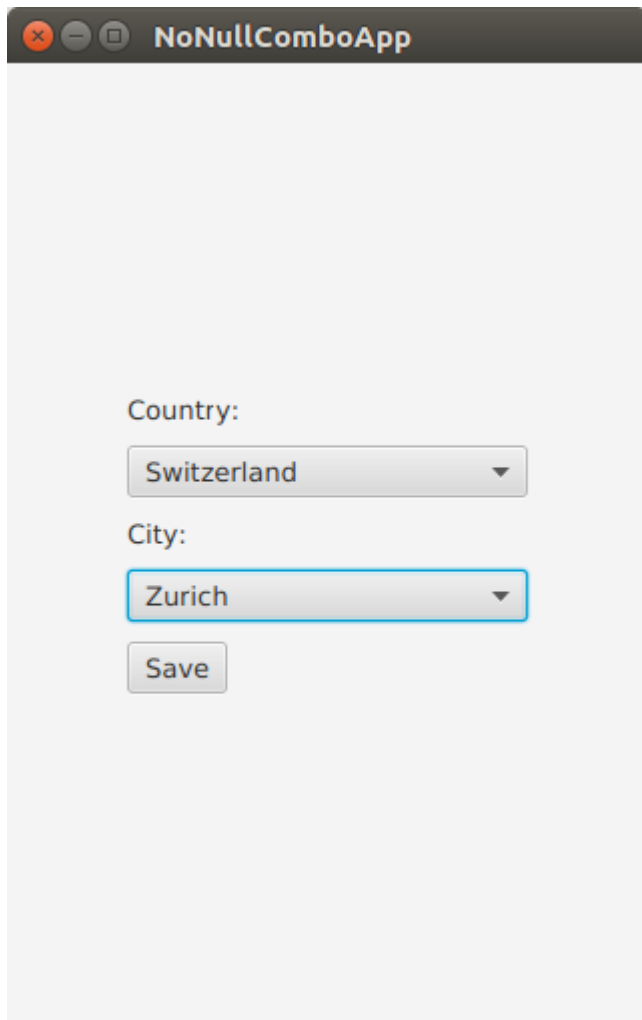 NoNullComboApp
Country:
Switzerland
City:
Zurich
Save